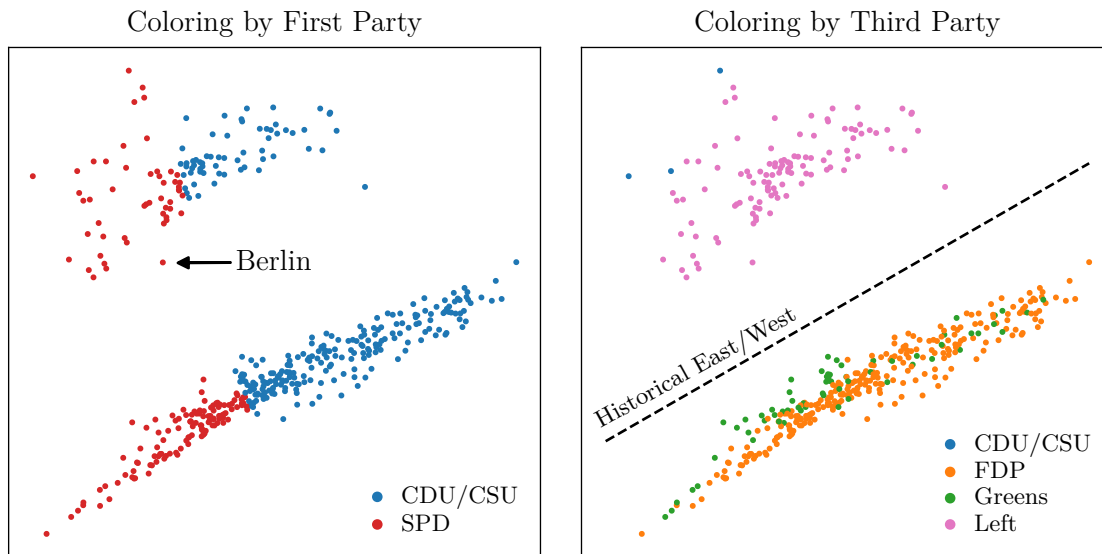 Coloring by First Party
Berlin
CDU/CSU
SPD
Coloring by Third Party
Historical East/West
CDU/CSU
FDP
Greens
Left